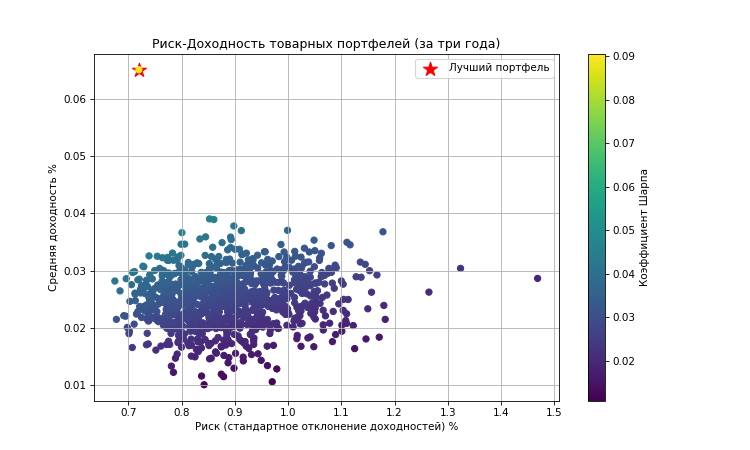 Риск-Доходность товарных портфелей (за три года)
Лучший портфель
Средняя доходность %
0.06
0.05
0.04
0.03
0.02
0.01
0.7 0.8 0.9 1.0 1.1 1.2 1.3 1.4 1.5
Риск (стандартное отклонение доходностей) %
0.09
0.08
0.07
0.06
0.05
0.04
0.03
0.02
Коэффициент Шарпа